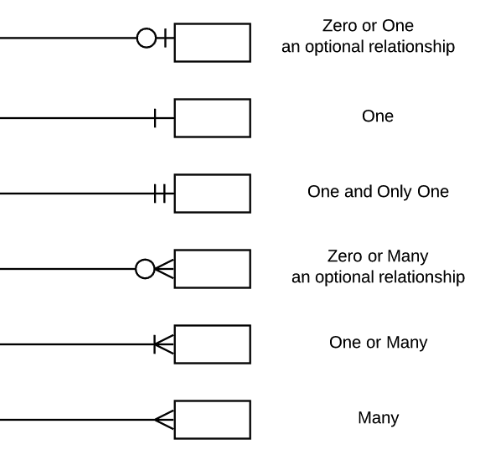 Zero or One
an optional relationship
One
One and Only One
Zero or Many
an optional relationship
One or Many
Many